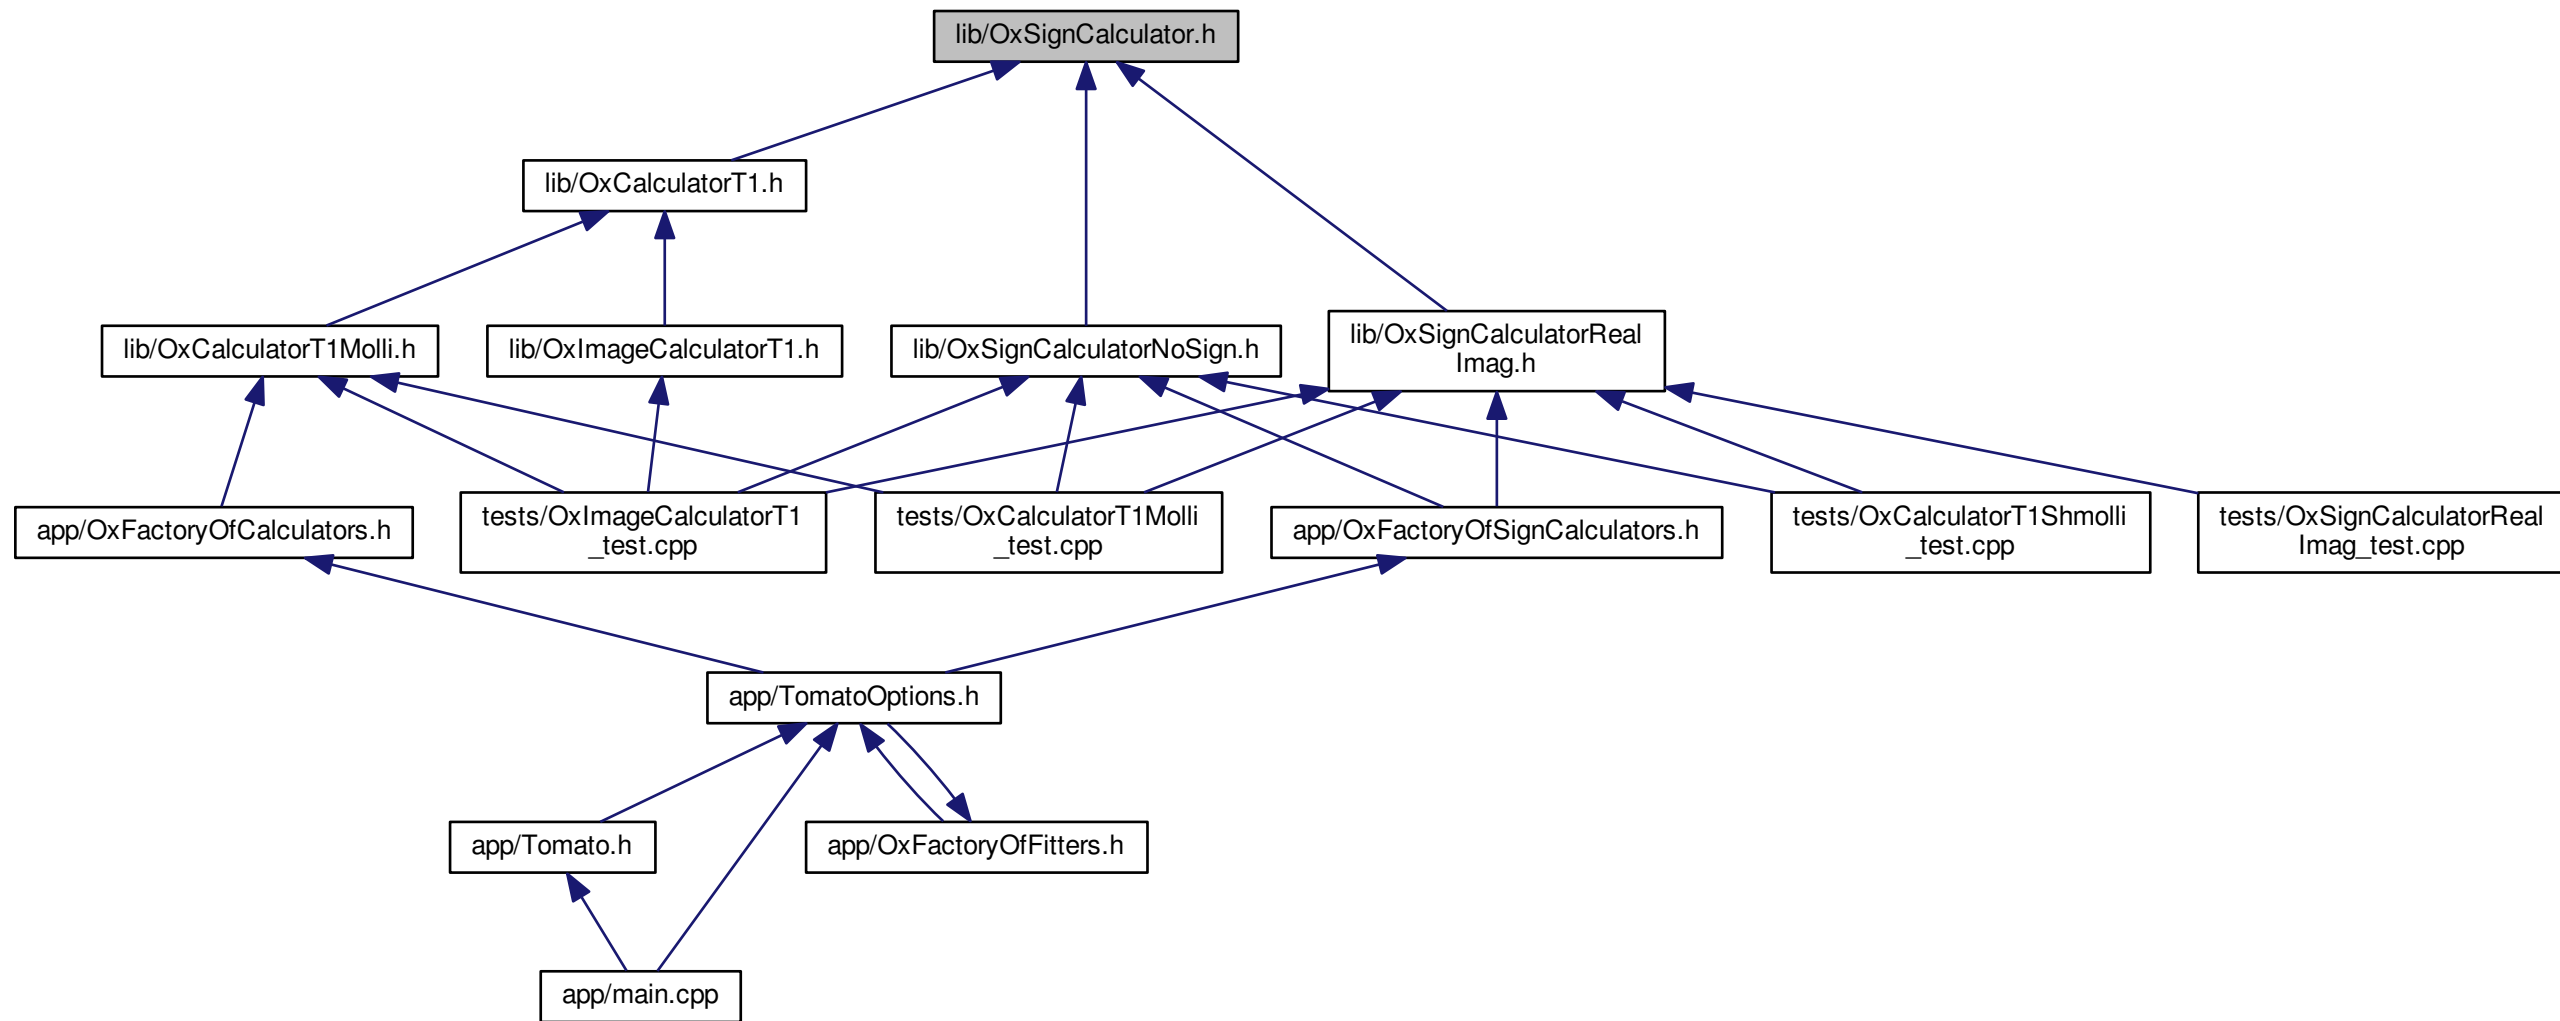 lib/OxSignCalculator.h
lib/OxCalculatorT1.h
lib/OxCalculatorT1Molli.h
lib/OxImageCalculatorT1.h
lib/OxSignCalculatorNoSign.h
lib/OxSignCalculatorReal
Imag.h
app/OxFactoryOfCalculators.h
tests/OxImageCalculatorT1
_test.cpp
tests/OxCalculatorT1Molli
_test.cpp
app/OxFactoryOfSignCalculators.h
tests/OxCalculatorT1Shmolli
_test.cpp
tests/OxSignCalculatorReal
Imag_test.cpp
app/TomatoOptions.h
app/Tomato.h
app/OxFactoryOfFitters.h
app/main.cpp